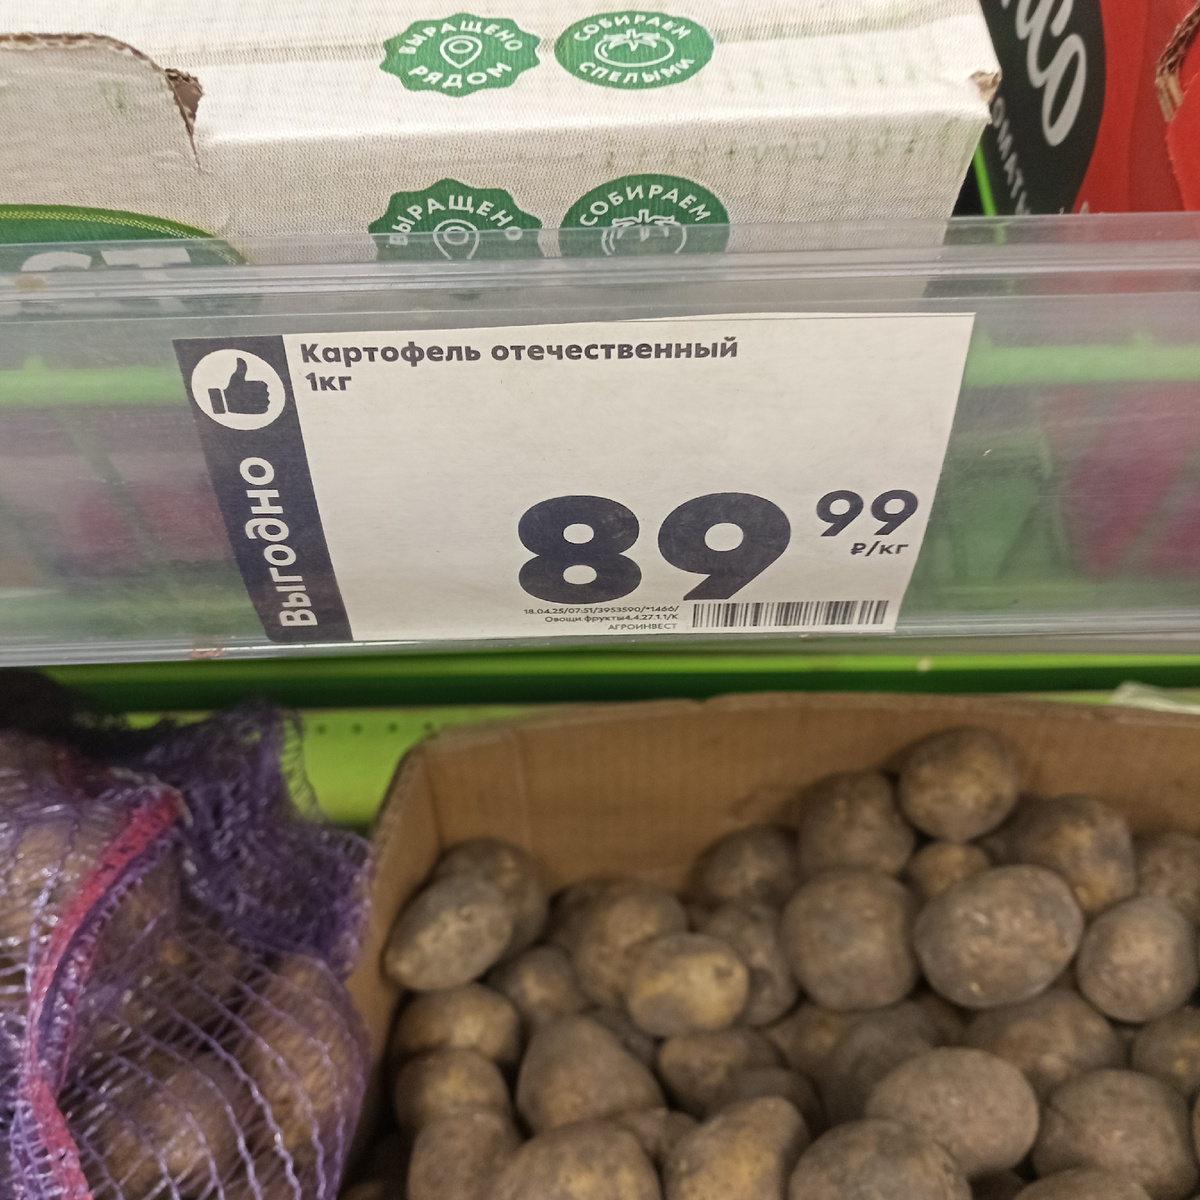 ВЫРАЩЕНО РЯДОМ
СОБИРАЕМ СПЕЛЫМИ
ВЫРАЩЕНО
СОБИРАЕМ
Картофель отечественный
1кг
Выгодно
89 99
₽/кг
18.04.25/07:51/3953590/*1466/
Овощи.фрукты4.4.27.1.1/К
АГРОИНВЕСТ